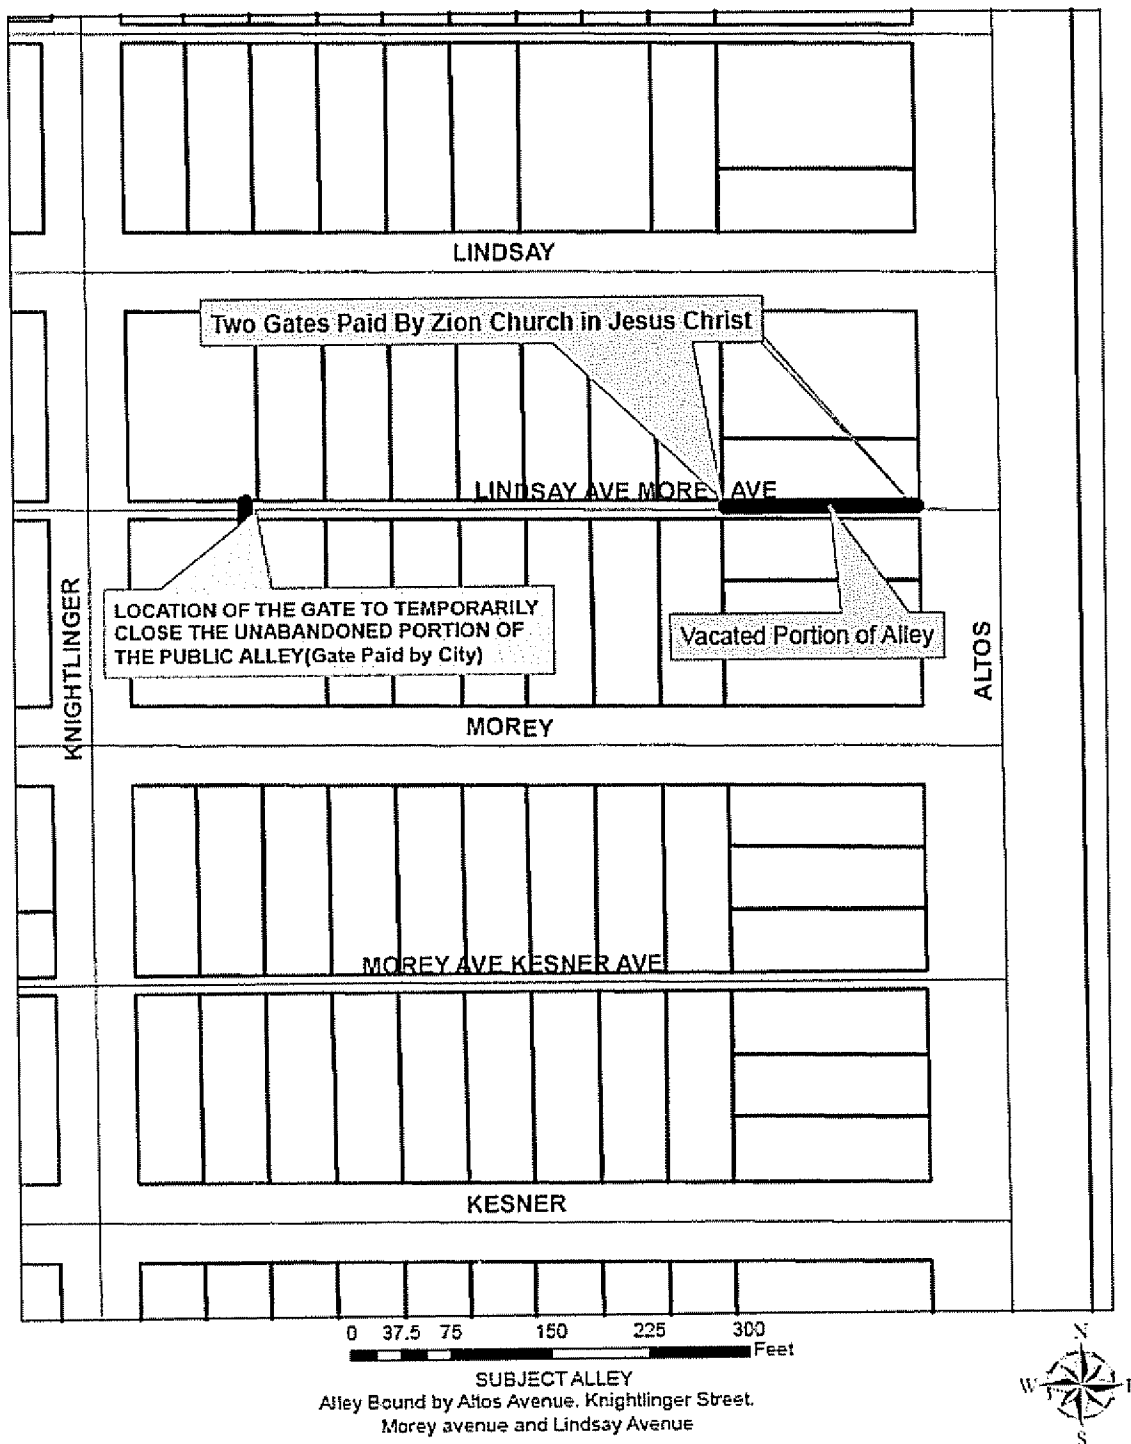 LINDSAY
Two Gates Paid By Zion Church in Jesus Christ
LINDSAY AVE MOREY AVE
LOCATION OF THE GATE TO TEMPORARILY
CLOSE THE UNABANDONED PORTION OF
THE PUBLIC ALLEY(Gate Paid by City)
Vacated Portion of Alley
KNIGHTLINGER
ALTOS
MOREY
MOREY AVE KESNER AVE
KESNER
0 37.5 75 150 225 300
Feet
SUBJECT ALLEY
Alley Bound by Altos Avenue, Knightlinger Street,
Morey avenue and Lindsay Avenue
N
W E
S